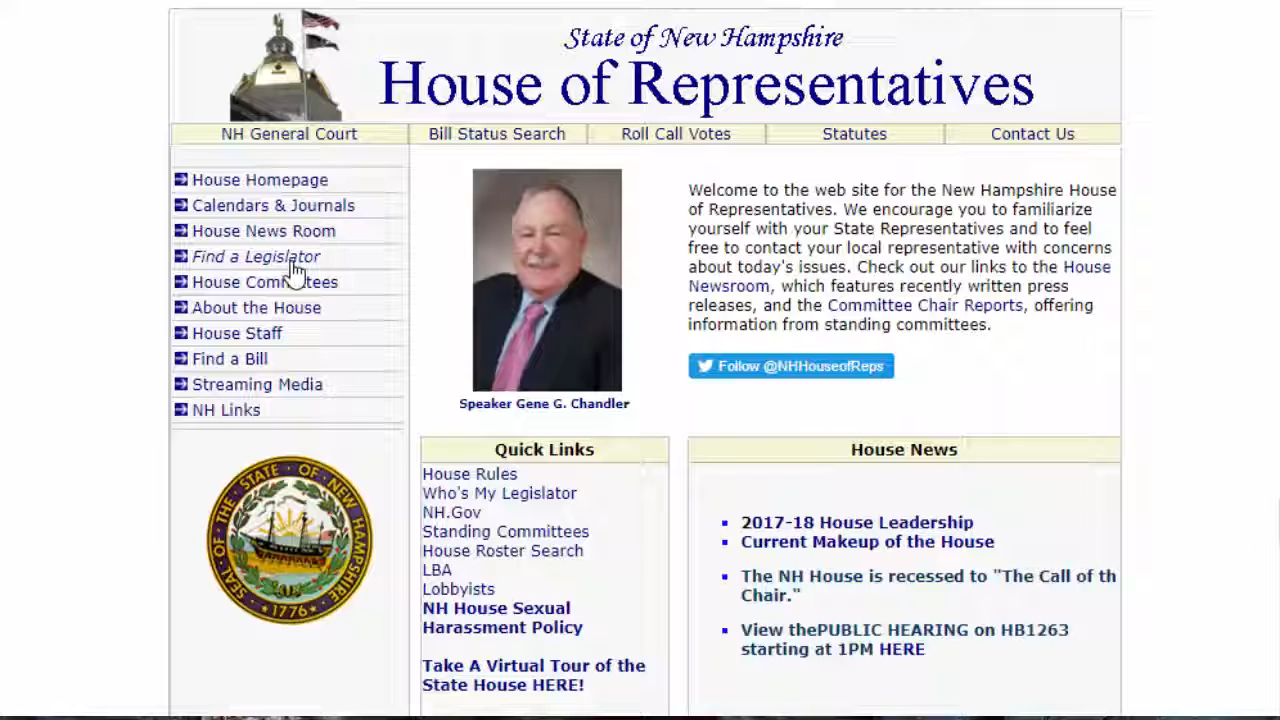 State of New Hampshire
House of Representatives
NH General Court
Bill Status Search
Roll Call Votes
Statutes
Contact Us
House Homepage
Calendars & Journals
House News Room
Find a Legislator
House Committees
About the House
House Staff
Find a Bill
Streaming Media
NH Links
SEAL OF THE STATE OF NEW HAMPSHIRE
1776
Speaker Gene G. Chandler
Welcome to the web site for the New Hampshire House
of Representatives. We encourage you to familiarize
yourself with your State Representatives and to feel
free to contact your local representative with concerns
about today's issues. Check out our links to the House
Newsroom, which features recently written press
releases, and the Committee Chair Reports, offering
information from standing committees.
Follow @NHHouseofReps
Quick Links
House Rules
Who's My Legislator
NH.Gov
Standing Committees
House Roster Search
LBA
Lobbyists
NH House Sexual
Harassment Policy
Take A Virtual Tour of the
State House HERE!
House News
2017-18 House Leadership
Current Makeup of the House
The NH House is recessed to "The Call of th
Chair."
View thePUBLIC HEARING on HB1263
starting at 1PM HERE